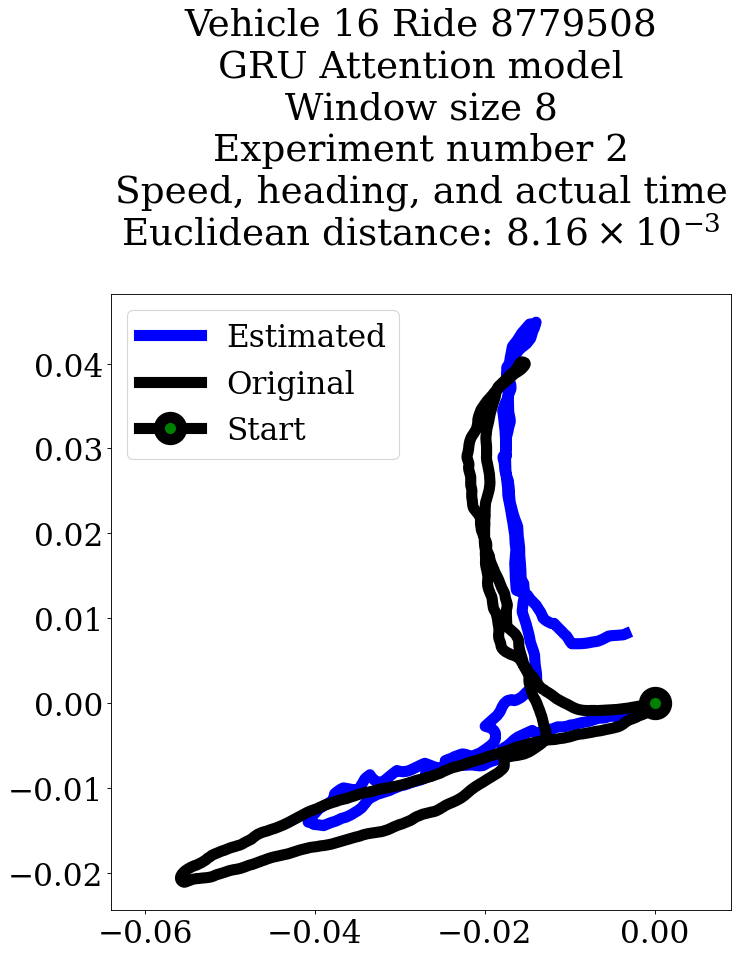 Vehicle 16 Ride 8779508
GRU Attention model
Window size 8
Experiment number 2
Speed, heading, and actual time
Euclidean distance: 8.16 × 10⁻³
Estimated
Original
Start
0.04
0.03
0.02
0.01
0.00
−0.01
−0.02
−0.06
−0.04
−0.02
0.00